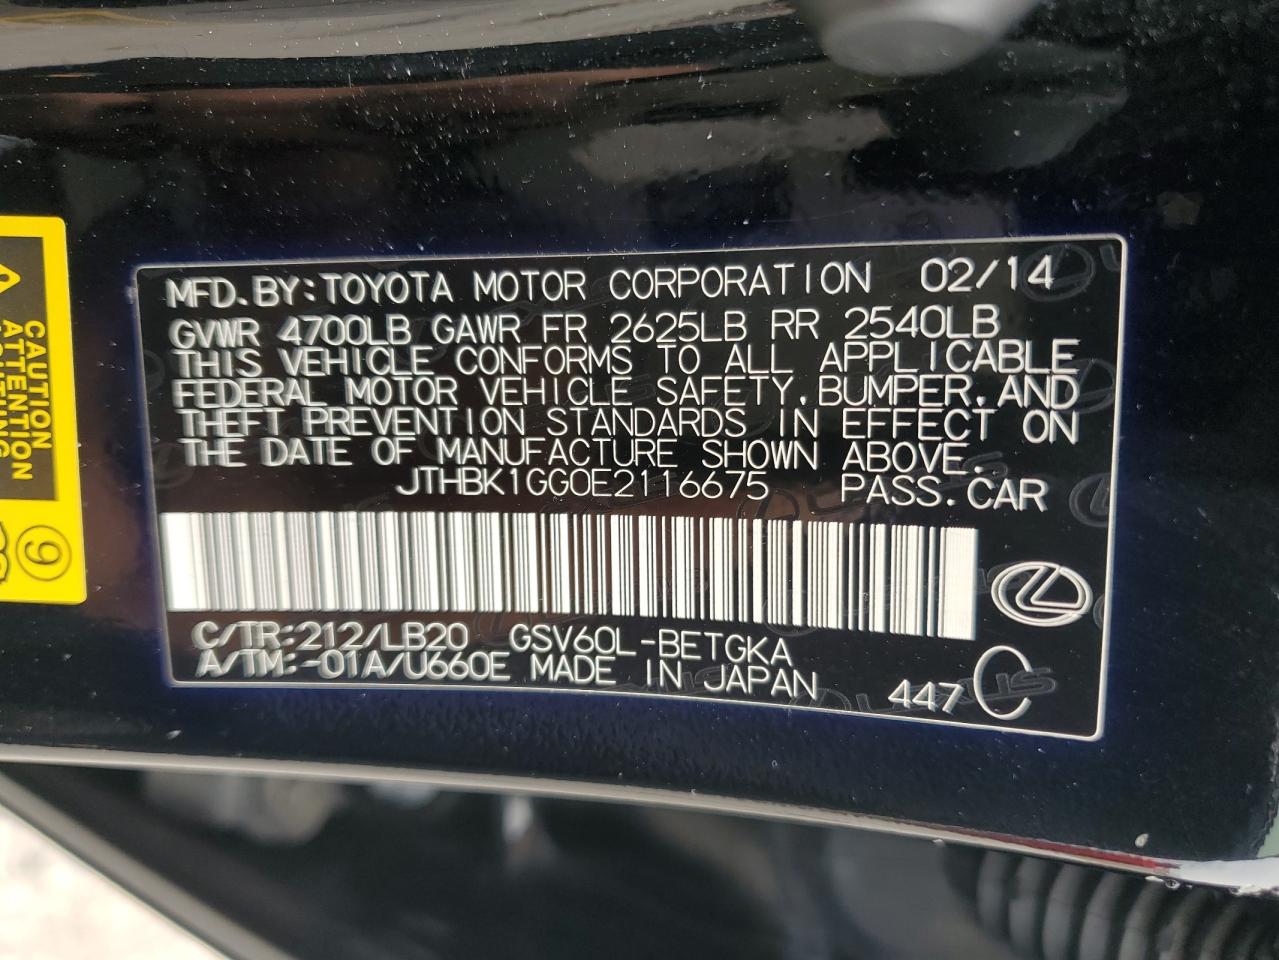 MFD.BY:TOYOTA MOTOR CORPORATION 02/14
GVWR 4700LB GAWR FR 2625LB RR 2540LB
THIS VEHICLE CONFORMS TO ALL APPLICABLE
FEDERAL MOTOR VEHICLE SAFETY,BUMPER,AND
THEFT PREVENTION STANDARDS IN EFFECT ON
THE DATE OF MANUFACTURE SHOWN ABOVE.
JTHBK1GG0E2116675 PASS.CAR
C/TR:212/LB20 GSV60L-BETGKA
A/TM:-01A/U660E MADE IN JAPAN
447 C
CAUTION
ATTENTION
9